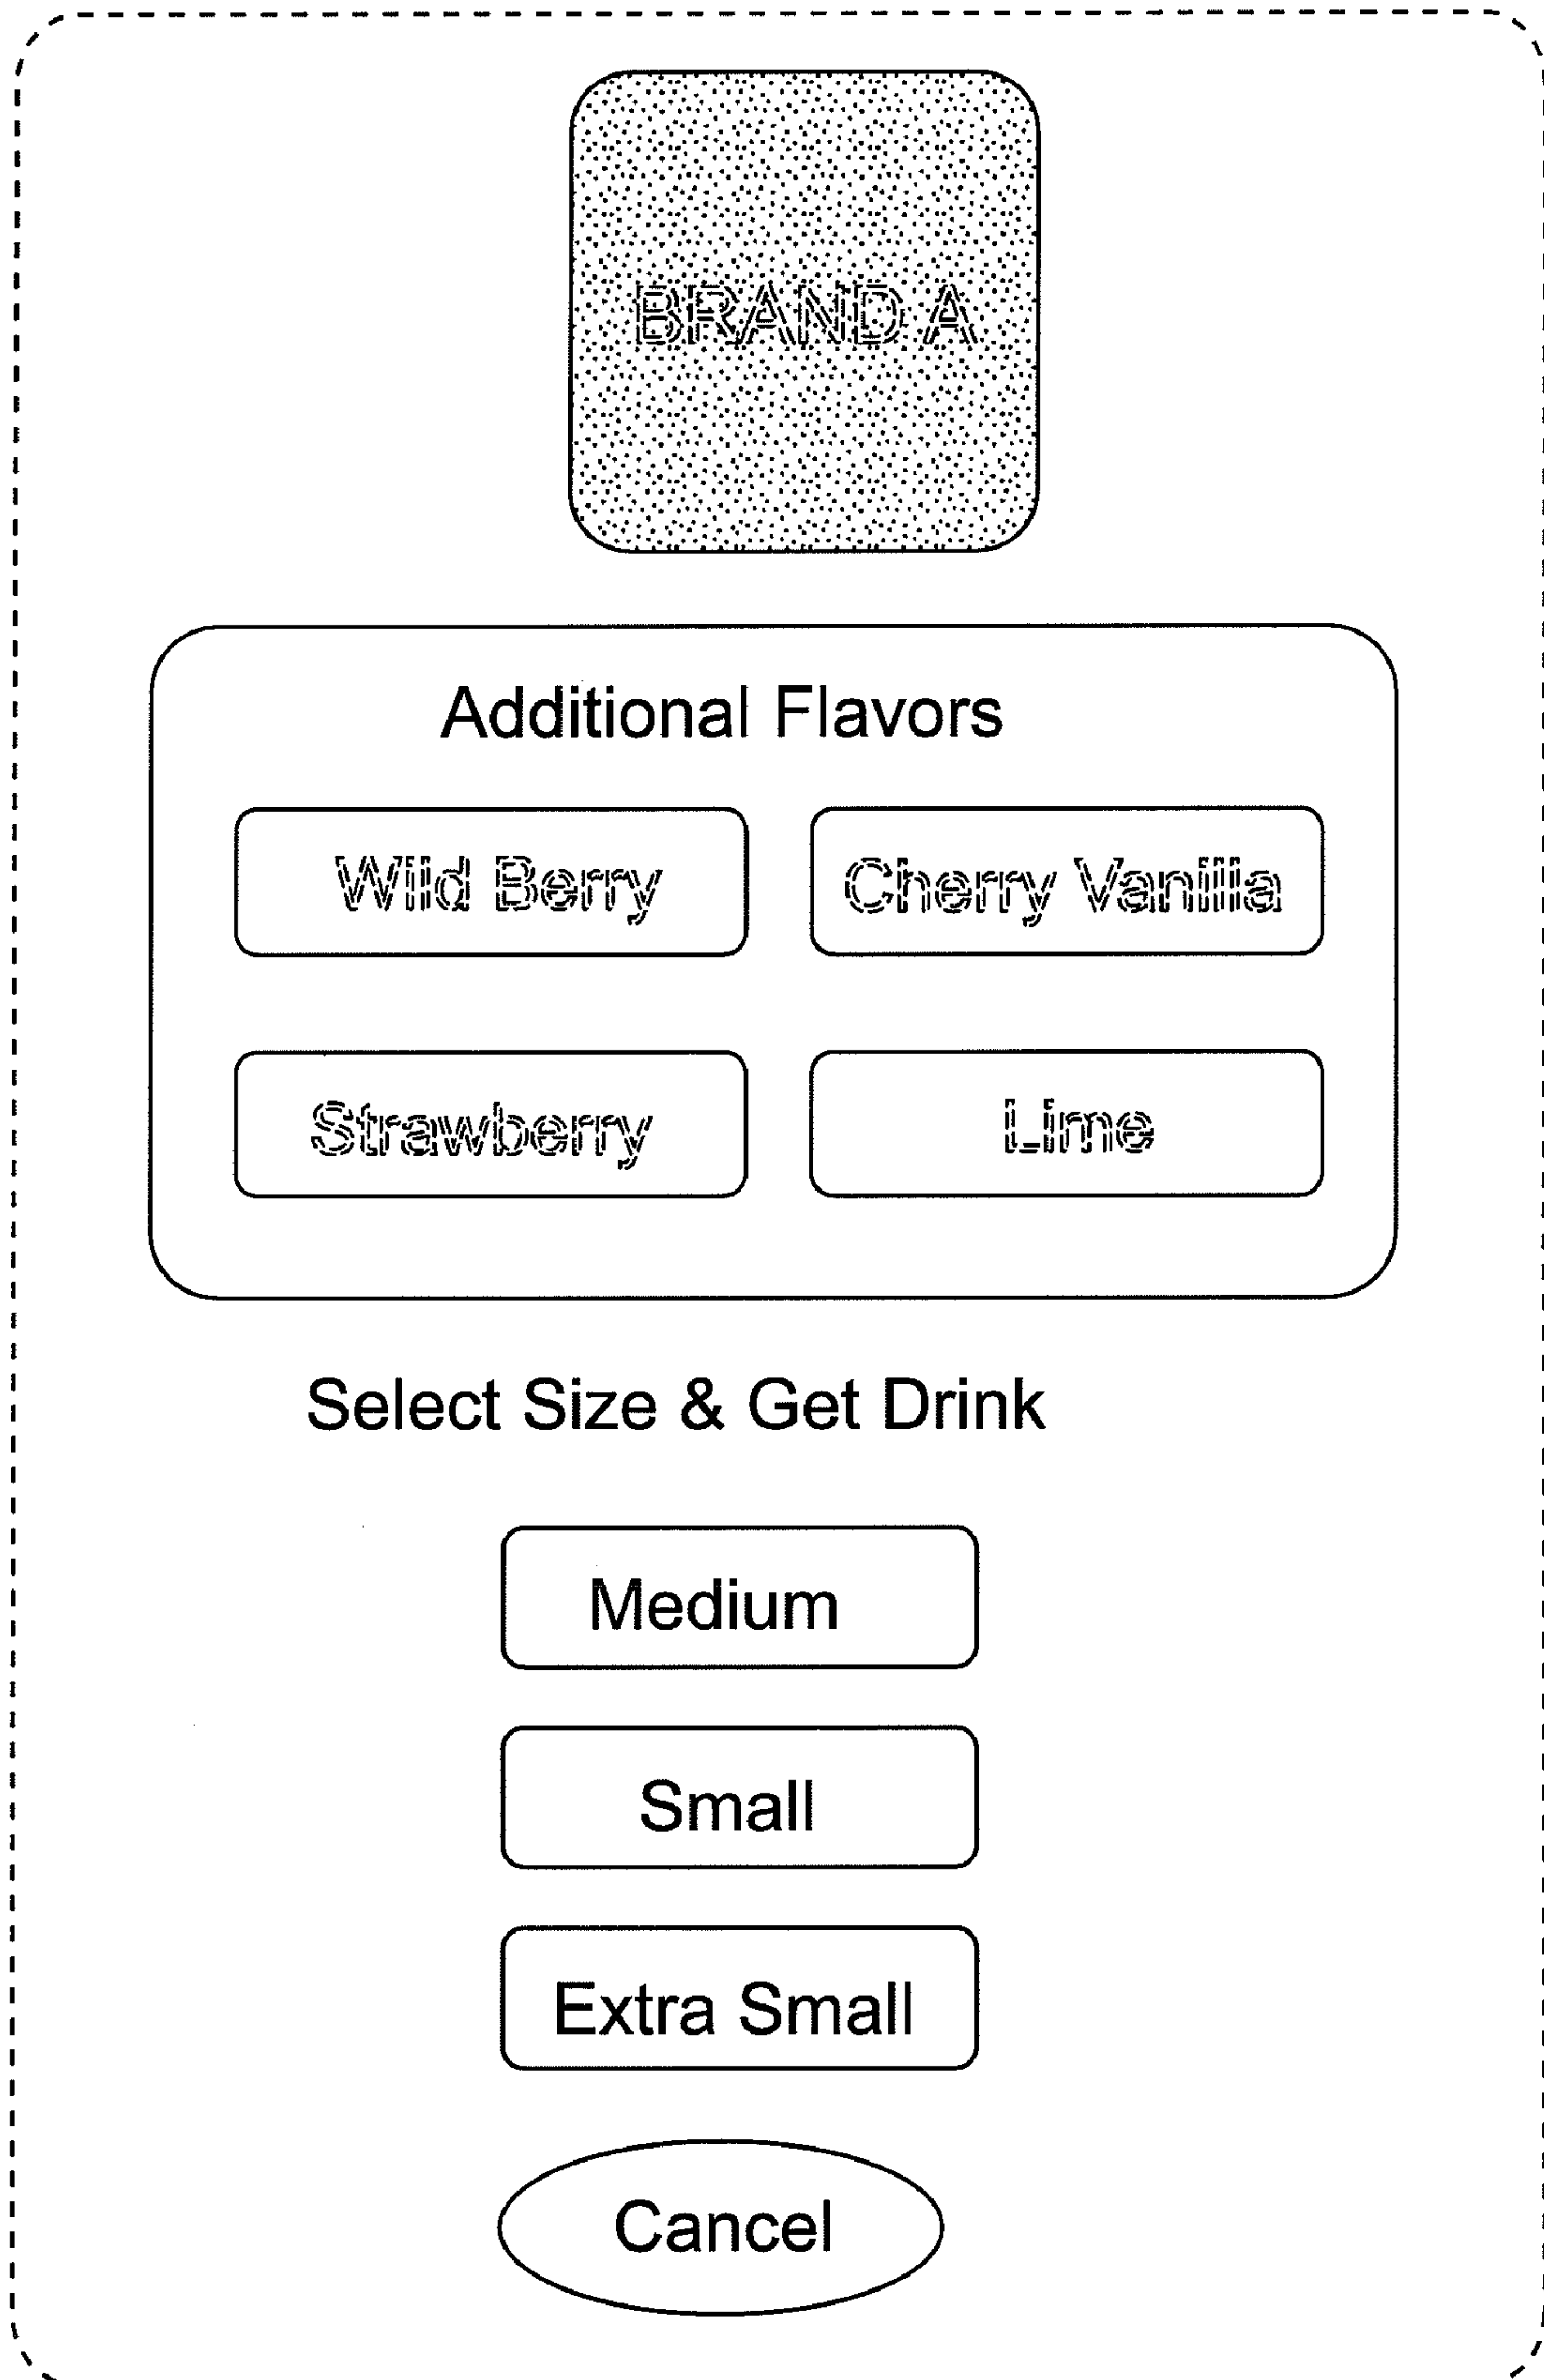 BRAND A
Additional Flavors
Wild Berry
Cherry Vanilla
Strawberry
Lime
Select Size & Get Drink
Medium
Small
Extra Small
Cancel